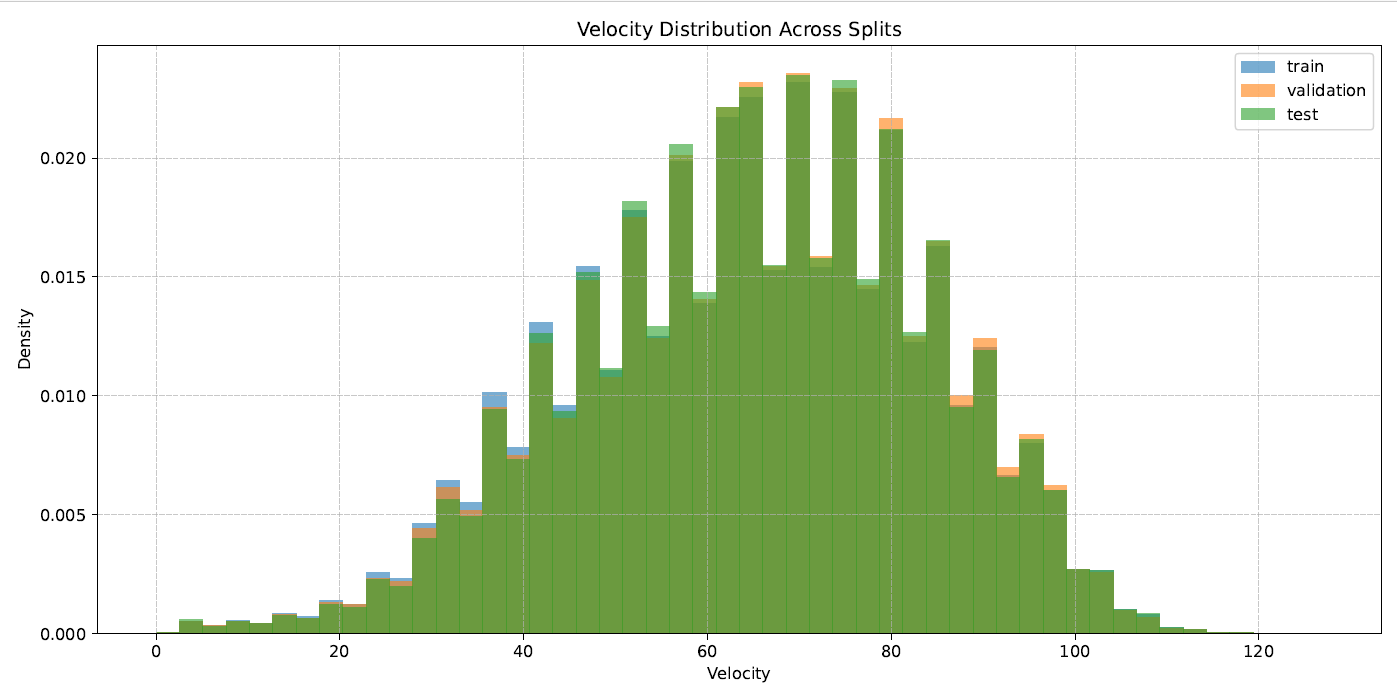 Velocity Distribution Across Splits
train
validation
test
0.020
0.015
0.010
0.005
0.000
Density
0 20 40 60 80 100 120
Velocity